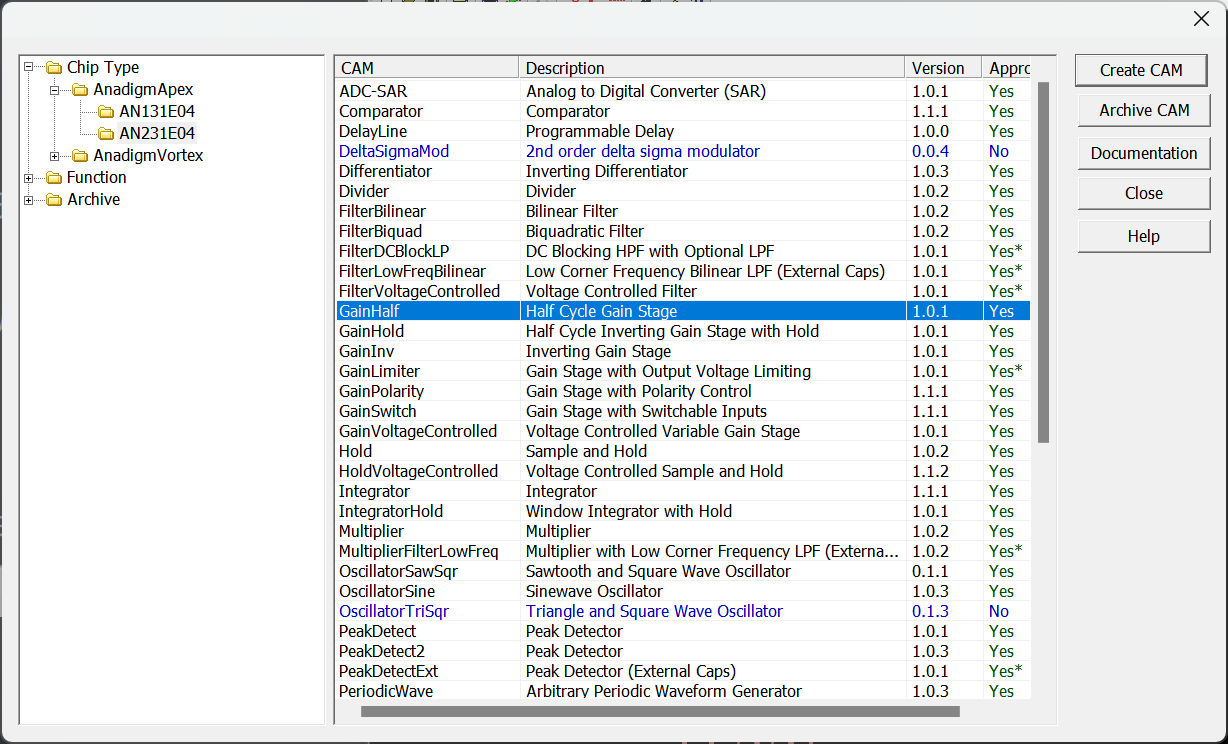 Chip Type
AnadigmApex
AN131E04
AN231E04
AnadigmVortex
Function
Archive
CAM Description Version Appro
ADC-SAR Analog to Digital Converter (SAR) 1.0.1 Yes
Comparator Comparator 1.1.1 Yes
DelayLine Programmable Delay 1.0.0 Yes
DeltaSigmaMod 2nd order delta sigma modulator 0.0.4 No
Differentiator Inverting Differentiator 1.0.3 Yes
Divider Divider 1.0.2 Yes
FilterBilinear Bilinear Filter 1.0.2 Yes
FilterBiquad Biquadratic Filter 1.0.2 Yes
FilterDCBlockLP DC Blocking HPF with Optional LPF 1.0.1 Yes*
FilterLowFreqBilinear Low Corner Frequency Bilinear LPF (External Caps) 1.0.1 Yes*
FilterVoltageControlled Voltage Controlled Filter 1.0.1 Yes*
GainHalf Half Cycle Gain Stage 1.0.1 Yes
GainHold Half Cycle Inverting Gain Stage with Hold 1.0.1 Yes
GainInv Inverting Gain Stage 1.0.1 Yes
GainLimiter Gain Stage with Output Voltage Limiting 1.0.1 Yes*
GainPolarity Gain Stage with Polarity Control 1.1.1 Yes
GainSwitch Gain Stage with Switchable Inputs 1.1.1 Yes
GainVoltageControlled Voltage Controlled Variable Gain Stage 1.0.1 Yes
Hold Sample and Hold 1.0.2 Yes
HoldVoltageControlled Voltage Controlled Sample and Hold 1.1.2 Yes
Integrator Integrator 1.1.1 Yes
IntegratorHold Window Integrator with Hold 1.0.1 Yes
Multiplier Multiplier 1.0.2 Yes
MultiplierFilterLowFreq Multiplier with Low Corner Frequency LPF (Externa... 1.0.2 Yes*
OscillatorSawSqr Sawtooth and Square Wave Oscillator 0.1.1 Yes
OscillatorSine Sinewave Oscillator 1.0.3 Yes
OscillatorTriSqr Triangle and Square Wave Oscillator 0.1.3 No
PeakDetect Peak Detector 1.0.1 Yes
PeakDetect2 Peak Detector 1.0.3 Yes
PeakDetectExt Peak Detector (External Caps) 1.0.1 Yes*
PeriodicWave Arbitrary Periodic Waveform Generator 1.0.3 Yes
Create CAM
Archive CAM
Documentation
Close
Help